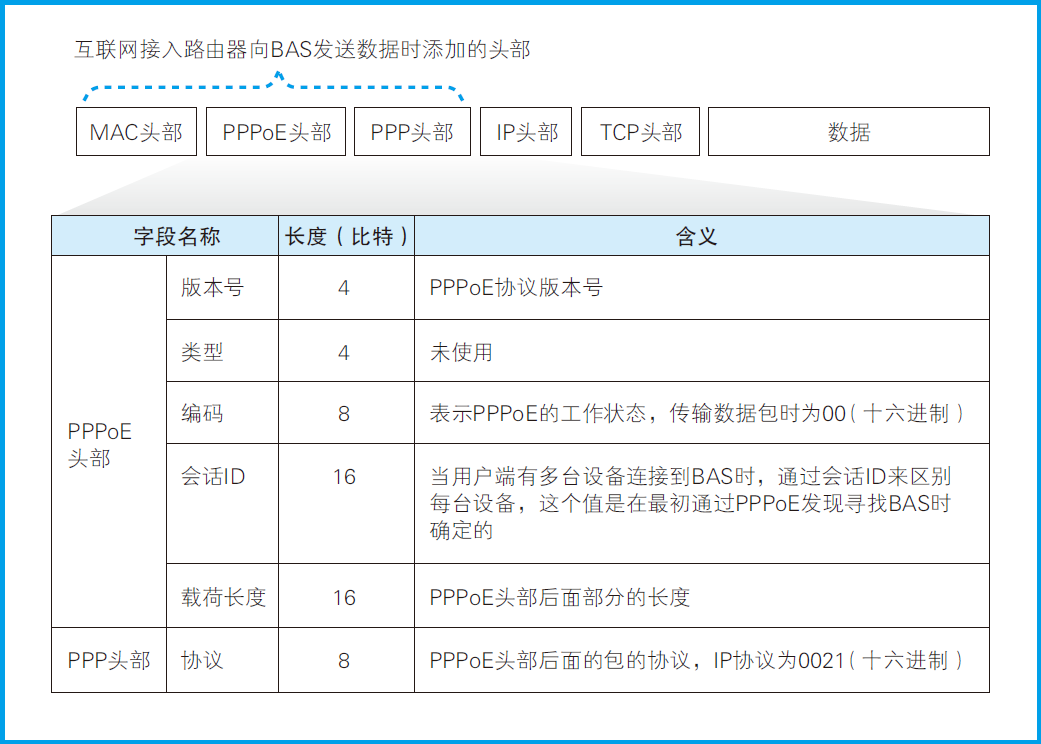 互联网接入路由器向BAS发送数据时添加的头部
MAC头部 PPPoE头部 PPP头部 IP头部 TCP头部 数据
字段名称 长度（比特） 含义
PPPoE
头部
版本号 4 PPPoE协议版本号
类型 4 未使用
编码 8 表示PPPoE的工作状态，传输数据包时为00（十六进制）
会话ID 16 当用户端有多台设备连接到BAS时，通过会话ID来区别
每台设备，这个值是在最初通过PPPoE发现寻找BAS时
确定的
载荷长度 16 PPPoE头部后面部分的长度
PPP头部 协议 8 PPPoE头部后面的包的协议，IP协议为0021（十六进制）